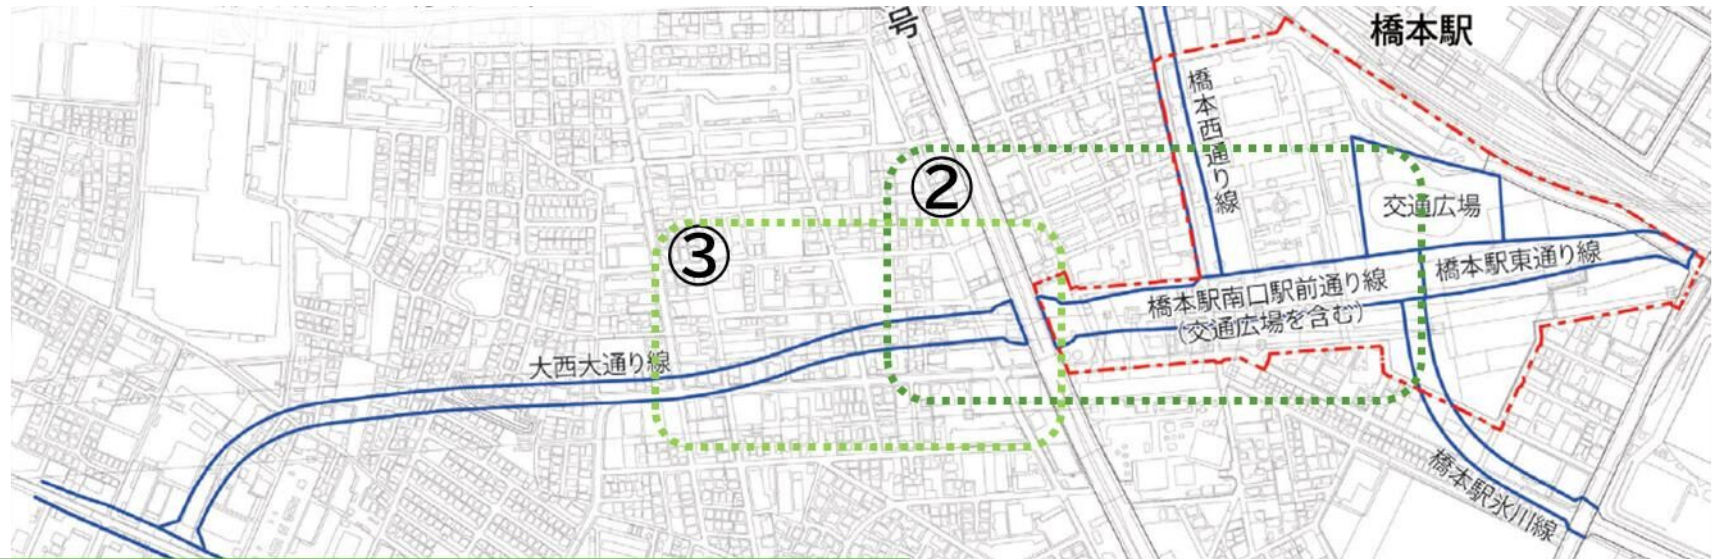 号
橋本駅
橋本西通り線
②
交通広場
③
橋本駅東通り線
橋本駅南口駅前通り線
(交通広場を含む)
大西大通り線
橋本駅氷川線